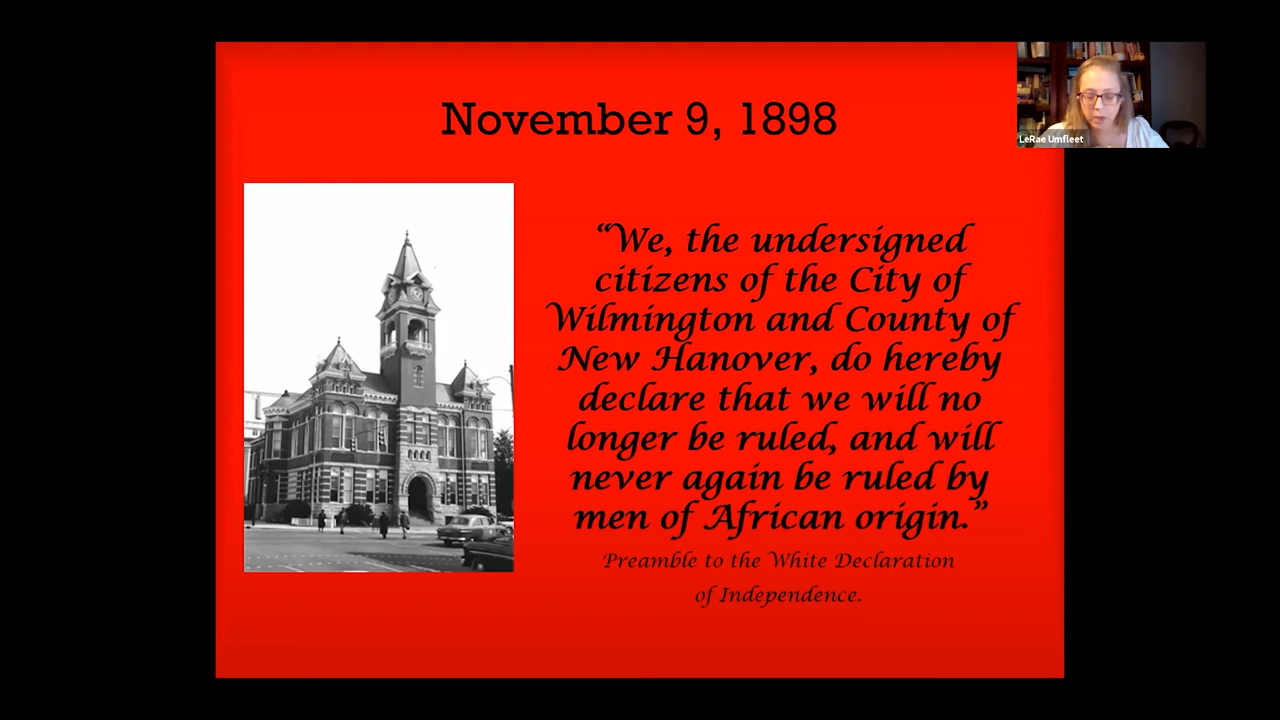 November 9, 1898
LeRae Umfleet
“We, the undersigned
citizens of the City of
Wilmington and County of
New Hanover, do hereby
declare that we will no
longer be ruled, and will
never again be ruled by
men of African origin.”
Preamble to the White Declaration
of Independence.